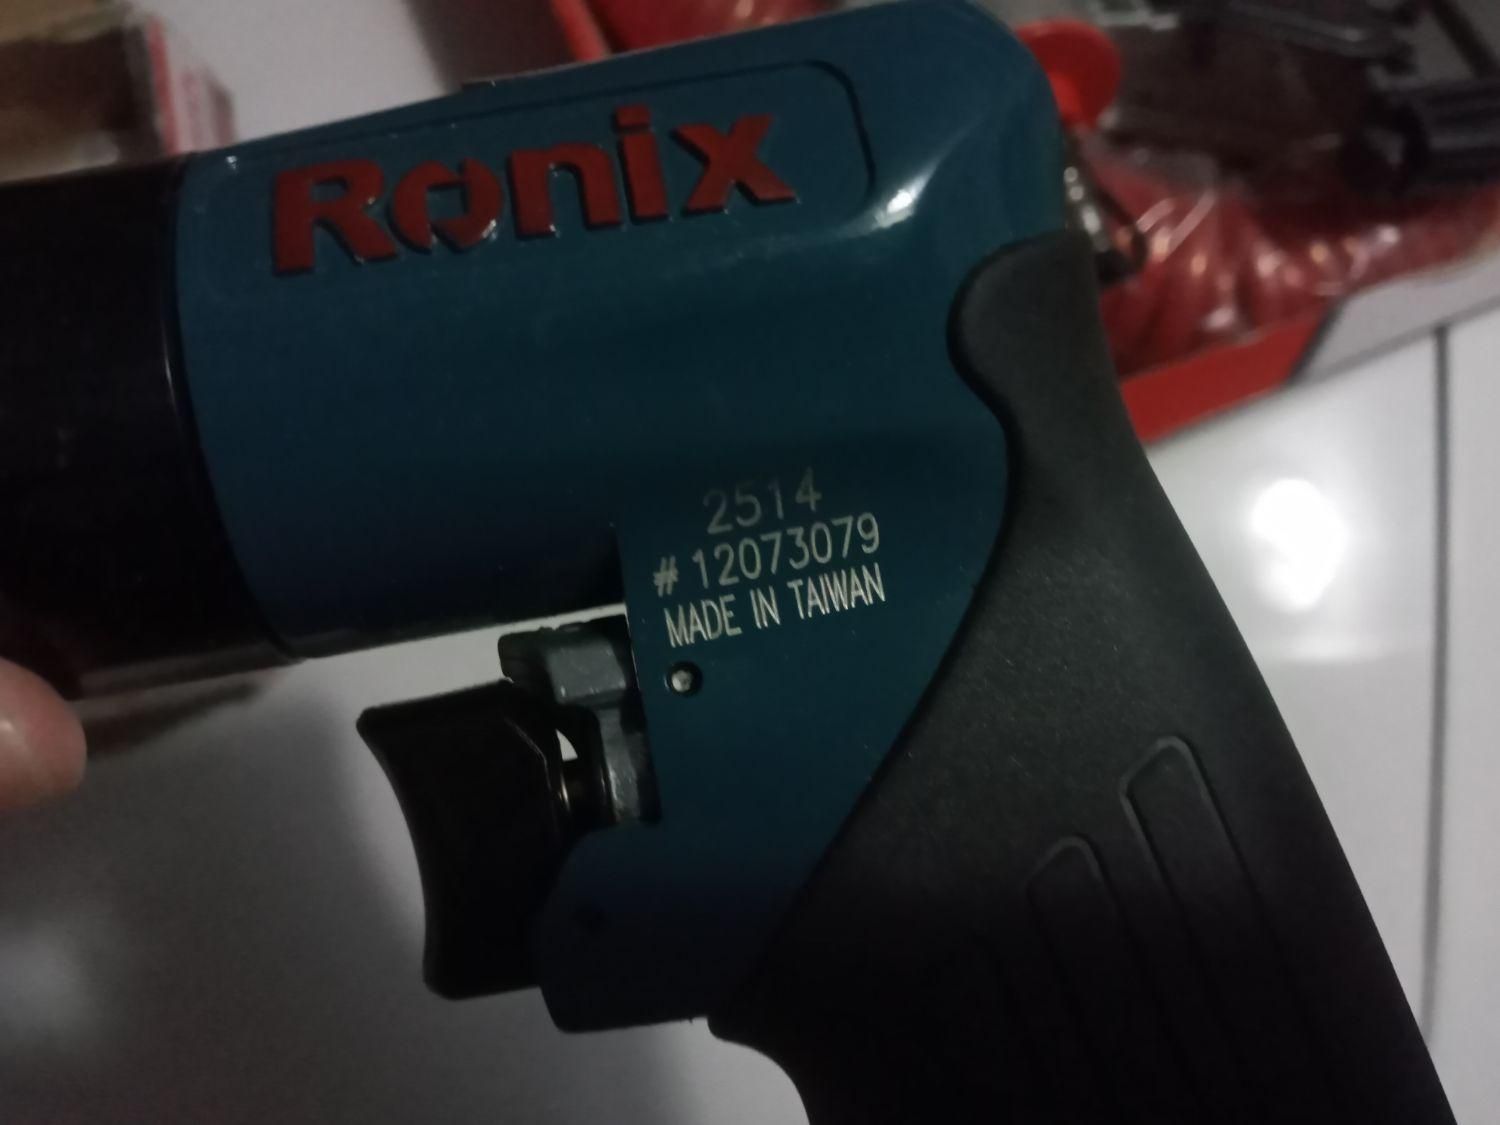 Ronix
2514
# 12073079
MADE IN TAIWAN